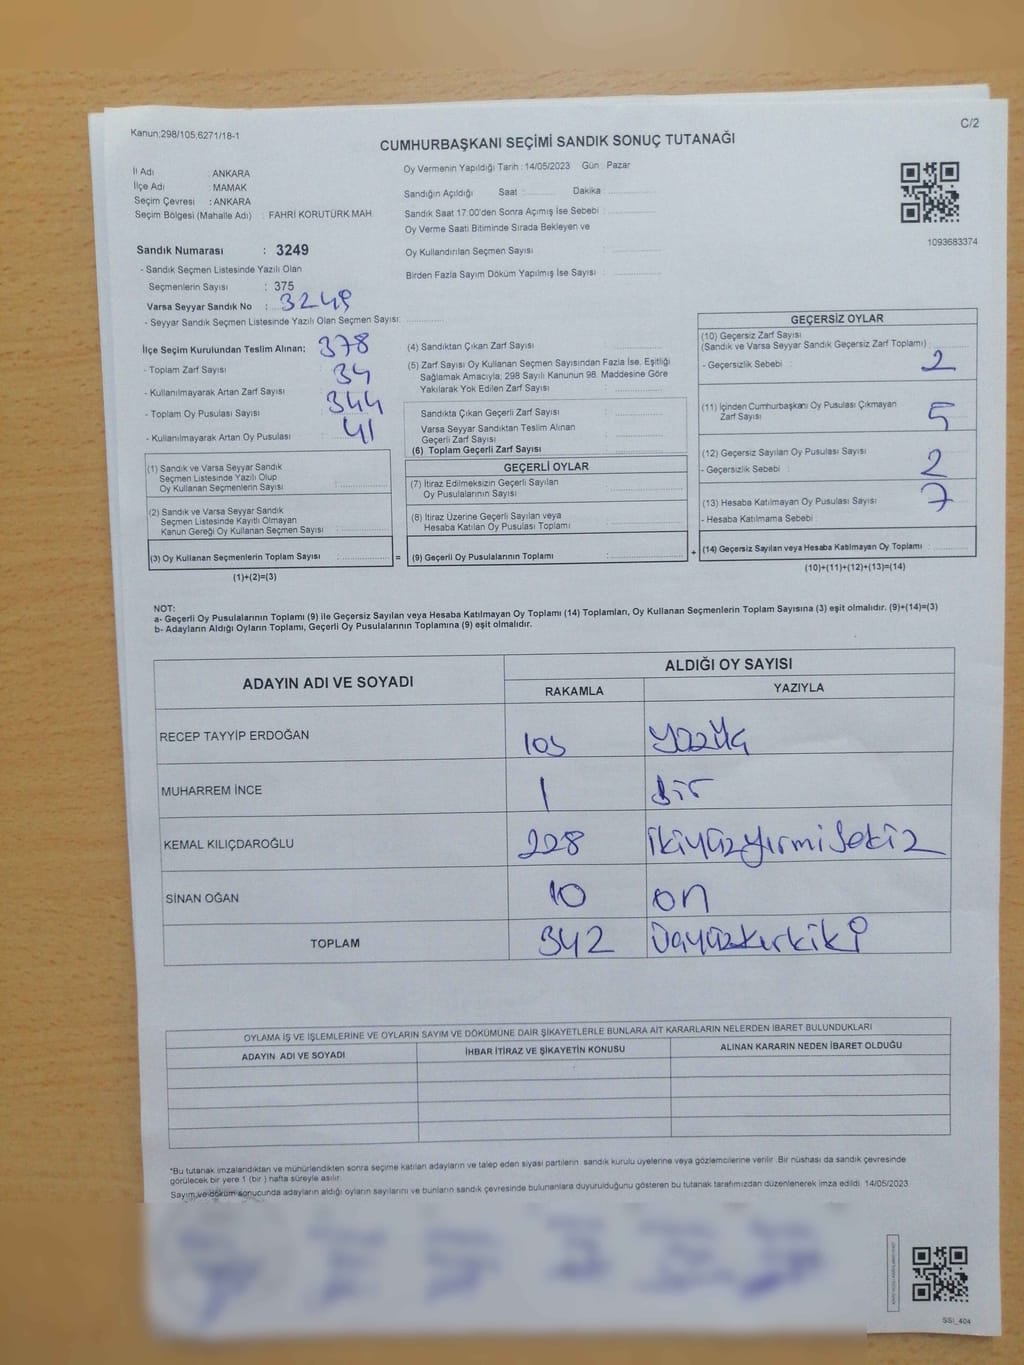 Kanun;298/105,6271/18-1
C/2
CUMHURBAŞKANI SEÇİMİ SANDIK SONUÇ TUTANAĞI
İl Adı : ANKARA
İlçe Adı : MAMAK
Seçim Çevresi : ANKARA
Seçim Bölgesi (Mahalle Adı) : FAHRİ KORUTÜRK MAH.
Sandık Numarası : 3249
- Sandık Seçmen Listesinde Yazılı Olan
Seçmenlerin Sayısı : 375
Varsa Seyyar Sandık No : 3249
- Seyyar Sandık Seçmen Listesinde Yazılı Olan Seçmen Sayısı:
Oy Vermenin Yapıldığı Tarih : 14/05/2023 Gün : Pazar
Sandığın Açıldığı Saat : Dakika :
Sandık Saat 17:00'den Sonra Açımış İse Sebebi :
Oy Verme Saati Bitiminde Sırada Bekleyen ve
Oy Kullandırılan Seçmen Sayısı :
Birden Fazla Sayım Döküm Yapılmış İse Sayısı :
1093683374
İlçe Seçim Kurulundan Teslim Alınan; 378
- Toplam Zarf Sayısı : 34
- Kullanılmayarak Artan Zarf Sayısı : 344
- Toplam Oy Pusulası Sayısı : 41
- Kullanılmayarak Artan Oy Pusulası :
(1) Sandık ve Varsa Seyyar Sandık
Seçmen Listesinde Yazılı Olup
Oy Kullanan Seçmenlerin Sayısı :
(2) Sandık ve Varsa Seyyar Sandık
Seçmen Listesinde Kayıtlı Olmayan
Kanun Gereği Oy Kullanan Seçmen Sayısı :
(3) Oy Kullanan Seçmenlerin Toplam Sayısı : =
(1)+(2)=(3)
(4) Sandıktan Çıkan Zarf Sayısı :
(5) Zarf Sayısı Oy Kullanan Seçmen Sayısından Fazla İse, Eşitliği
Sağlamak Amacıyla; 298 Sayılı Kanunun 98. Maddesine Göre
Yakılarak Yok Edilen Zarf Sayısı :
Sandıkta Çıkan Geçerli Zarf Sayısı :
Varsa Seyyar Sandıktan Teslim Alınan
Geçerli Zarf Sayısı :
(6) Toplam Geçerli Zarf Sayısı :
GEÇERLİ OYLAR
(7) İtiraz Edilmeksizin Geçerli Sayılan
Oy Pusulalarının Sayısı :
(8) İtiraz Üzerine Geçerli Sayılan veya
Hesaba Katılan Oy Pusulası Toplamı :
(9) Geçerli Oy Pusulalarının Toplamı : +
GEÇERSİZ OYLAR
(10) Geçersiz Zarf Sayısı
(Sandık ve Varsa Seyyar Sandık Geçersiz Zarf Toplamı) :
- Geçersizlik Sebebi : 2
(11) İçinden Cumhurbaşkanı Oy Pusulası Çıkmayan
Zarf Sayısı : 5
(12) Geçersiz Sayılan Oy Pusulası Sayısı :
- Geçersizlik Sebebi : 2
(13) Hesaba Katılmayan Oy Pusulası Sayısı : 7
- Hesaba Katılmama Sebebi :
(14) Geçersiz Sayılan veya Hesaba Katılmayan Oy Toplamı :
(10)+(11)+(12)+(13)=(14)
NOT:
a- Geçerli Oy Pusulalarının Toplamı (9) ile Geçersiz Sayılan veya Hesaba Katılmayan Oy Toplamı (14) Toplamları, Oy Kullanan Seçmenlerin Toplam Sayısına (3) eşit olmalıdır. (9)+(14)=(3)
b- Adayların Aldığı Oyların Toplamı, Geçerli Oy Pusulalarının Toplamına (9) eşit olmalıdır.
ADAYIN ADI VE SOYADI
ALDIĞI OY SAYISI
RAKAMLA YAZIYLA
RECEP TAYYİP ERDOĞAN 103
MUHARREM İNCE 1 bir
KEMAL KILIÇDAROĞLU 228 ikiyüzyirmisekiz
SİNAN OĞAN 10 on
TOPLAM 342 üçyüzkırkiki
OYLAMA İŞ VE İŞLEMLERİNE VE OYLARIN SAYIM VE DÖKÜMÜNE DAİR ŞİKAYETLERLE BUNLARA AİT KARARLARIN NELERDEN İBARET BULUNDUKLARI
ADAYIN ADI VE SOYADI İHBAR İTİRAZ VE ŞİKAYETİN KONUSU ALINAN KARARIN NEDEN İBARET OLDUĞU
*Bu tutanak imzalandıktan ve mühürlendikten sonra seçime katılan adayların ve talep eden siyasi partilerin sandık kurulu üyelerine veya gözlemcilerine verilir. Bir nüshası da sandık çevresinde
görülecek bir yere 1 (bir) hafta süreyle asılır.
Sayım ve döküm sonucunda adayların aldığı oyların sayılarını ve bunların sandık çevresinde bulunanlara duyurulduğunu gösteren bu tutanak tarafımızdan düzenlenerek imza edildi. 14/05/2023
SSI_404